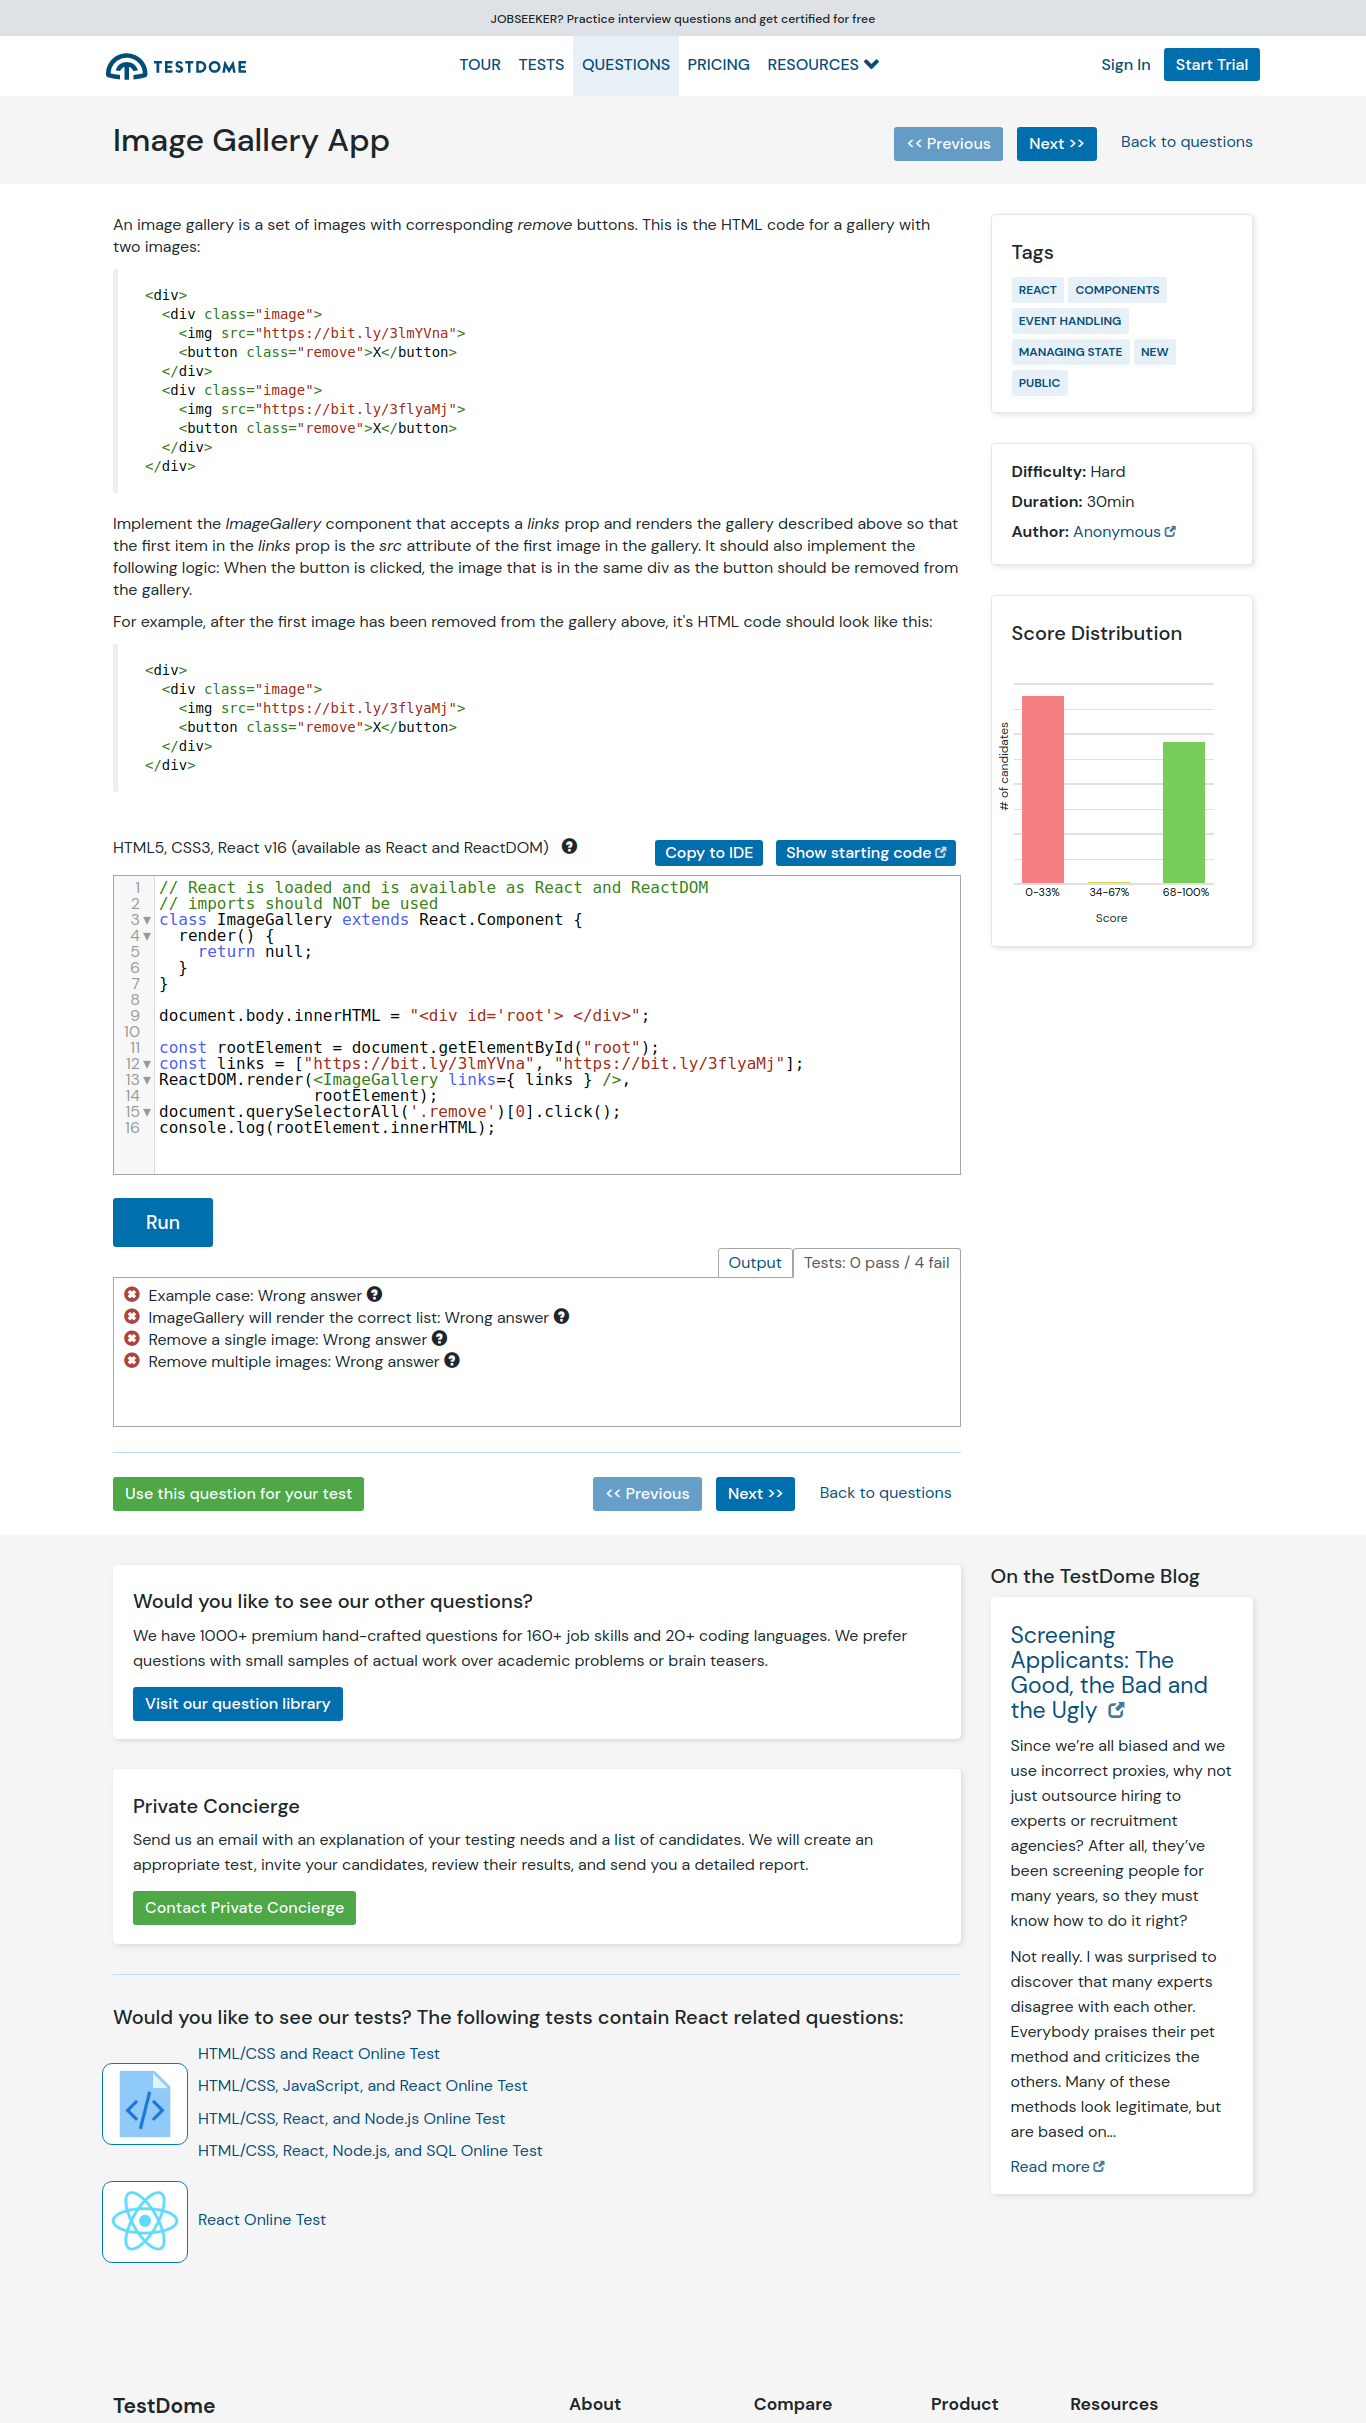 JOBSEEKER? Practice interview questions and get certified for free
TESTDOME
TOUR TESTS QUESTIONS PRICING RESOURCES
Sign In Start Trial
Image Gallery App
<< Previous Next >> Back to questions
An image gallery is a set of images with corresponding remove buttons. This is the HTML code for a gallery with
two images:
<div>
  <div class="image">
    <img src="https://bit.ly/3lmYVna">
    <button class="remove">X</button>
  </div>
  <div class="image">
    <img src="https://bit.ly/3flyaMj">
    <button class="remove">X</button>
  </div>
</div>
Implement the ImageGallery component that accepts a links prop and renders the gallery described above so that
the first item in the links prop is the src attribute of the first image in the gallery. It should also implement the
following logic: When the button is clicked, the image that is in the same div as the button should be removed from
the gallery.
For example, after the first image has been removed from the gallery above, it's HTML code should look like this:
<div>
  <div class="image">
    <img src="https://bit.ly/3flyaMj">
    <button class="remove">X</button>
  </div>
</div>
HTML5, CSS3, React v16 (available as React and ReactDOM) ?
Copy to IDE Show starting code
1 // React is loaded and is available as React and ReactDOM
2 // imports should NOT be used
3 class ImageGallery extends React.Component {
4   render() {
5     return null;
6   }
7 }
8
9 document.body.innerHTML = "<div id='root'> </div>";
10
11 const rootElement = document.getElementById("root");
12 const links = ["https://bit.ly/3lmYVna", "https://bit.ly/3flyaMj"];
13 ReactDOM.render(<ImageGallery links={ links } />,
14                 rootElement);
15 document.querySelectorAll('.remove')[0].click();
16 console.log(rootElement.innerHTML);
Run
Output Tests: 0 pass / 4 fail
Example case: Wrong answer ?
ImageGallery will render the correct list: Wrong answer ?
Remove a single image: Wrong answer ?
Remove multiple images: Wrong answer ?
Use this question for your test
<< Previous Next >> Back to questions
Tags
REACT COMPONENTS
EVENT HANDLING
MANAGING STATE NEW
PUBLIC
Difficulty: Hard
Duration: 30min
Author: Anonymous
Score Distribution
# of candidates
0-33% 34-67% 68-100%
Score
Would you like to see our other questions?
We have 1000+ premium hand-crafted questions for 160+ job skills and 20+ coding languages. We prefer
questions with small samples of actual work over academic problems or brain teasers.
Visit our question library
Private Concierge
Send us an email with an explanation of your testing needs and a list of candidates. We will create an
appropriate test, invite your candidates, review their results, and send you a detailed report.
Contact Private Concierge
Would you like to see our tests? The following tests contain React related questions:
HTML/CSS and React Online Test
HTML/CSS, JavaScript, and React Online Test
HTML/CSS, React, and Node.js Online Test
HTML/CSS, React, Node.js, and SQL Online Test
React Online Test
On the TestDome Blog
Screening
Applicants: The
Good, the Bad and
the Ugly
Since we’re all biased and we
use incorrect proxies, why not
just outsource hiring to
experts or recruitment
agencies? After all, they’ve
been screening people for
many years, so they must
know how to do it right?
Not really. I was surprised to
discover that many experts
disagree with each other.
Everybody praises their pet
method and criticizes the
others. Many of these
methods look legitimate, but
are based on...
Read more
TestDome About Compare Product Resources